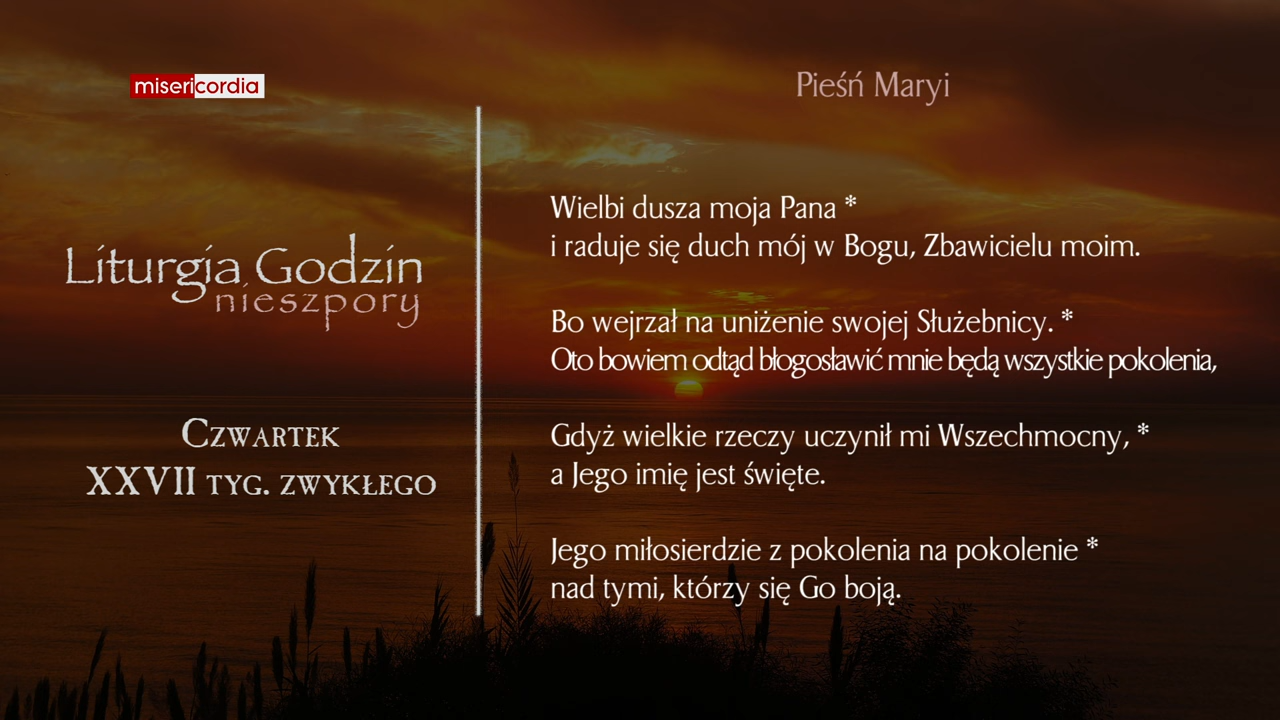 misericordia
Liturgia Godzin
nieszpory
Czwartek
XXVII tyg. zwykłego
Pieśń Maryi
Wielbi dusza moja Pana *
i raduje się duch mój w Bogu, Zbawicielu moim.
Bo wejrzał na uniżenie swojej Służebnicy. *
Oto bowiem odtąd błogosławić mnie będą wszystkie pokolenia,
Gdyż wielkie rzeczy uczynił mi Wszechmocny, *
a Jego imię jest święte.
Jego miłosierdzie z pokolenia na pokolenie *
nad tymi, którzy się Go boją.